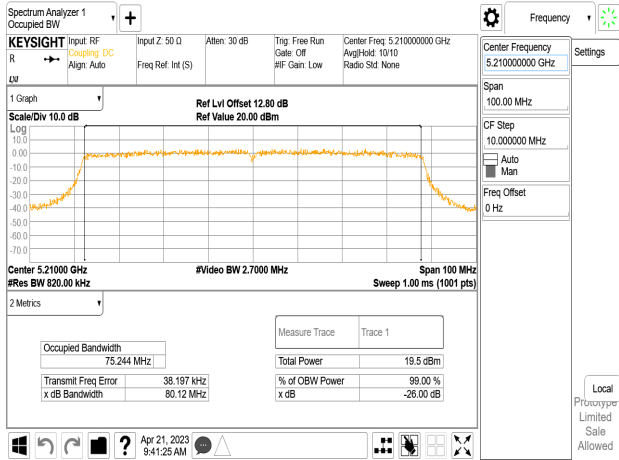 Spectrum Analyzer 1
Occupied BW
+
Frequency
KEYSIGHT
R
LXI
Input: RF
Coupling: DC
Align: Auto
Input Z: 50 Ω
Freq Ref: Int (S)
Atten: 30 dB
Trig: Free Run
Gate: Off
#IF Gain: Low
Center Freq: 5.210000000 GHz
Avg|Hold: 10/10
Radio Std: None
Center Frequency
5.210000000 GHz
Settings
Span
100.00 MHz
CF Step
10.000000 MHz
Auto
Man
Freq Offset
0 Hz
1 Graph
Scale/Div 10.0 dB
Ref Lvl Offset 12.80 dB
Ref Value 20.00 dBm
Log
10.0
0.00
-10.0
-20.0
-30.0
-40.0
-50.0
-60.0
-70.0
Center 5.21000 GHz
#Video BW 2.7000 MHz
Span 100 MHz
#Res BW 820.00 kHz
Sweep 1.00 ms (1001 pts)
2 Metrics
Measure Trace
Trace 1
Occupied Bandwidth
75.244 MHz
Total Power
19.5 dBm
Transmit Freq Error
38.197 kHz
% of OBW Power
99.00 %
x dB Bandwidth
80.12 MHz
x dB
-26.00 dB
Local
Prototype
Limited
Sale
Allowed
?
Apr 21, 2023
9:41:25 AM